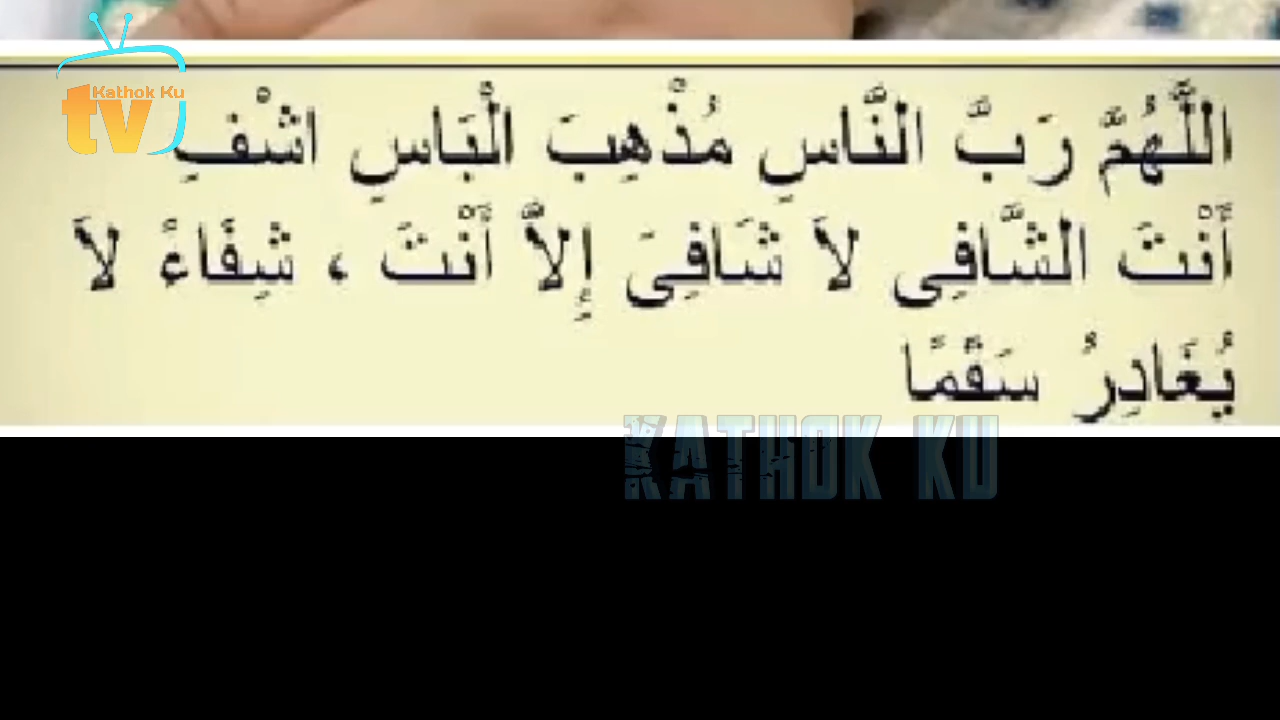 Kathok Ku
tv
اللَّهُمَّ رَبَّ النَّاسِ مُذْهِبَ الْبَاسِ اشْفِ
أَنْتَ الشَّافِى لاَ شَافِىَ إِلاَّ أَنْتَ ، شِفَاءً لاَ
يُغَادِرُ سَقَمًا
KATHOK KU